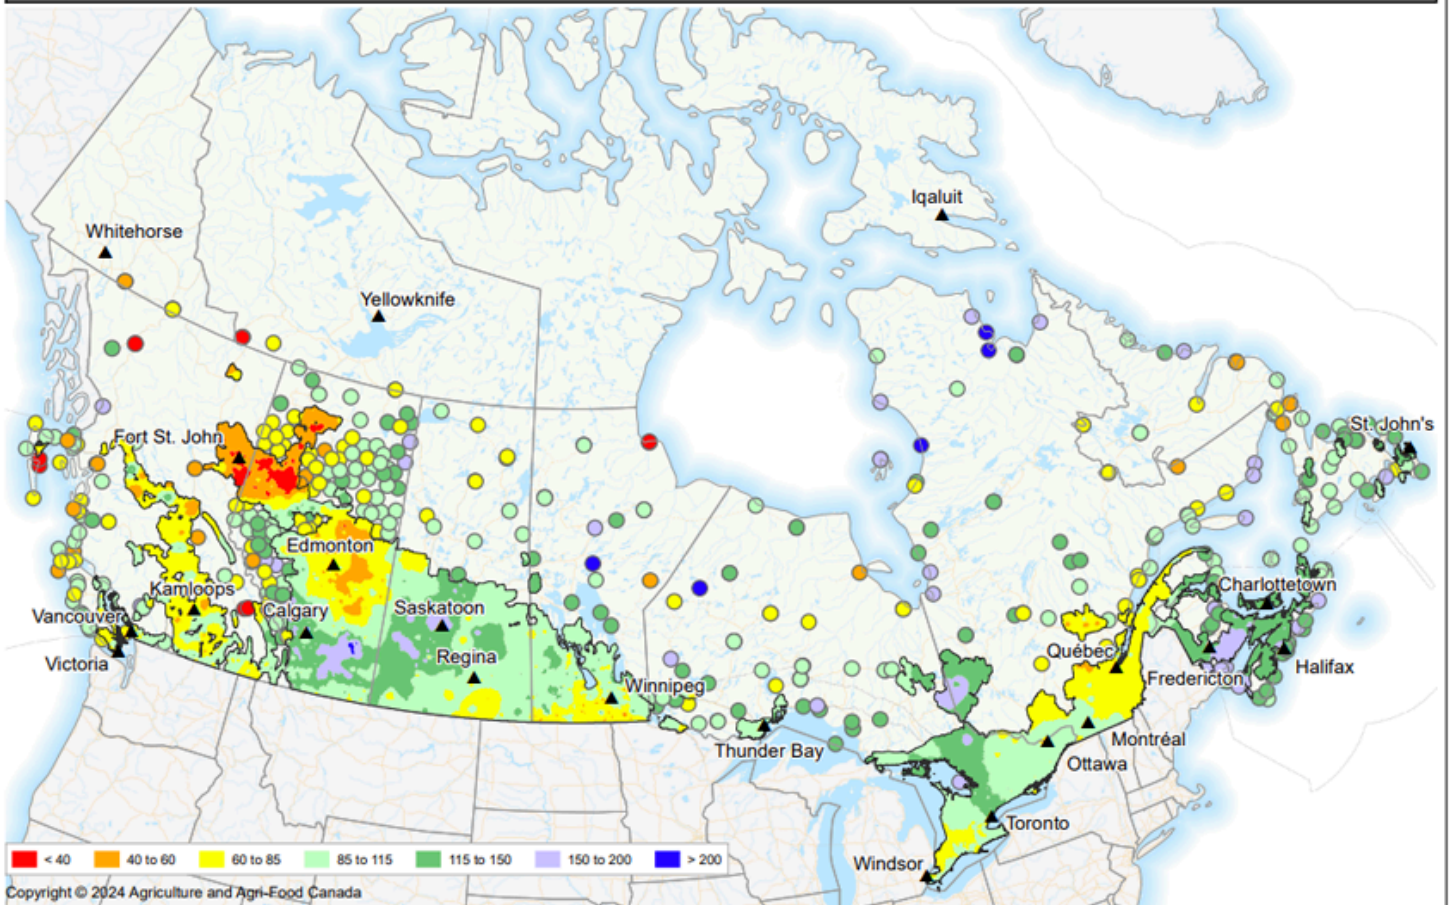 Iqaluit
Whitehorse
Yellowknife
St. John's
Fort St. John
Edmonton
Kamloops
Charlottetown
Vancouver
Calgary
Saskatoon
Québec
Victoria
Regina
Halifax
Fredericton
Winnipeg
Montréal
Thunder Bay
Ottawa
Toronto
Windsor
< 40 40 to 60 60 to 85 85 to 115 115 to 150 150 to 200 > 200
Copyright © 2024 Agriculture and Agri-Food Canada